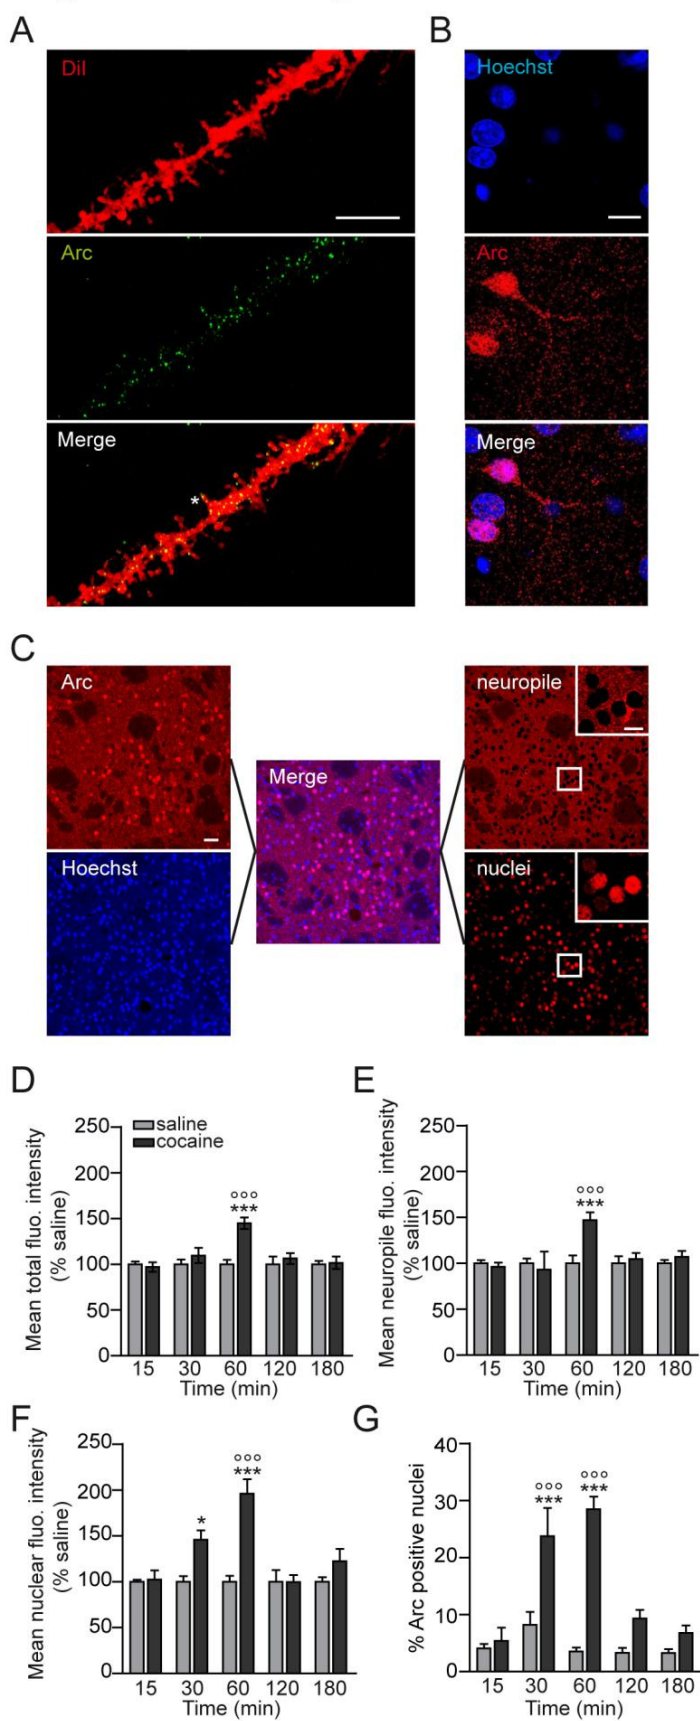 A
B
DiI
Hoechst
Arc
Arc
Merge
*
Merge
C
Arc
neuropile
Merge
Hoechst
nuclei
D
E
Mean total fluo. intensity
(% saline)
250
200
150
100
50
0
saline
cocaine
°°°
***
15 30 60 120 180
Time (min)
Mean neuropile fluo. intensity
(% saline)
250
200
150
100
50
0
°°°
***
15 30 60 120 180
Time (min)
F
G
Mean nuclear fluo. intensity
(% saline)
250
200
150
100
50
0
*
°°°
***
15 30 60 120 180
Time (min)
% Arc positive nuclei
40
30
20
10
0
°°°
***
°°°
***
15 30 60 120 180
Time (min)